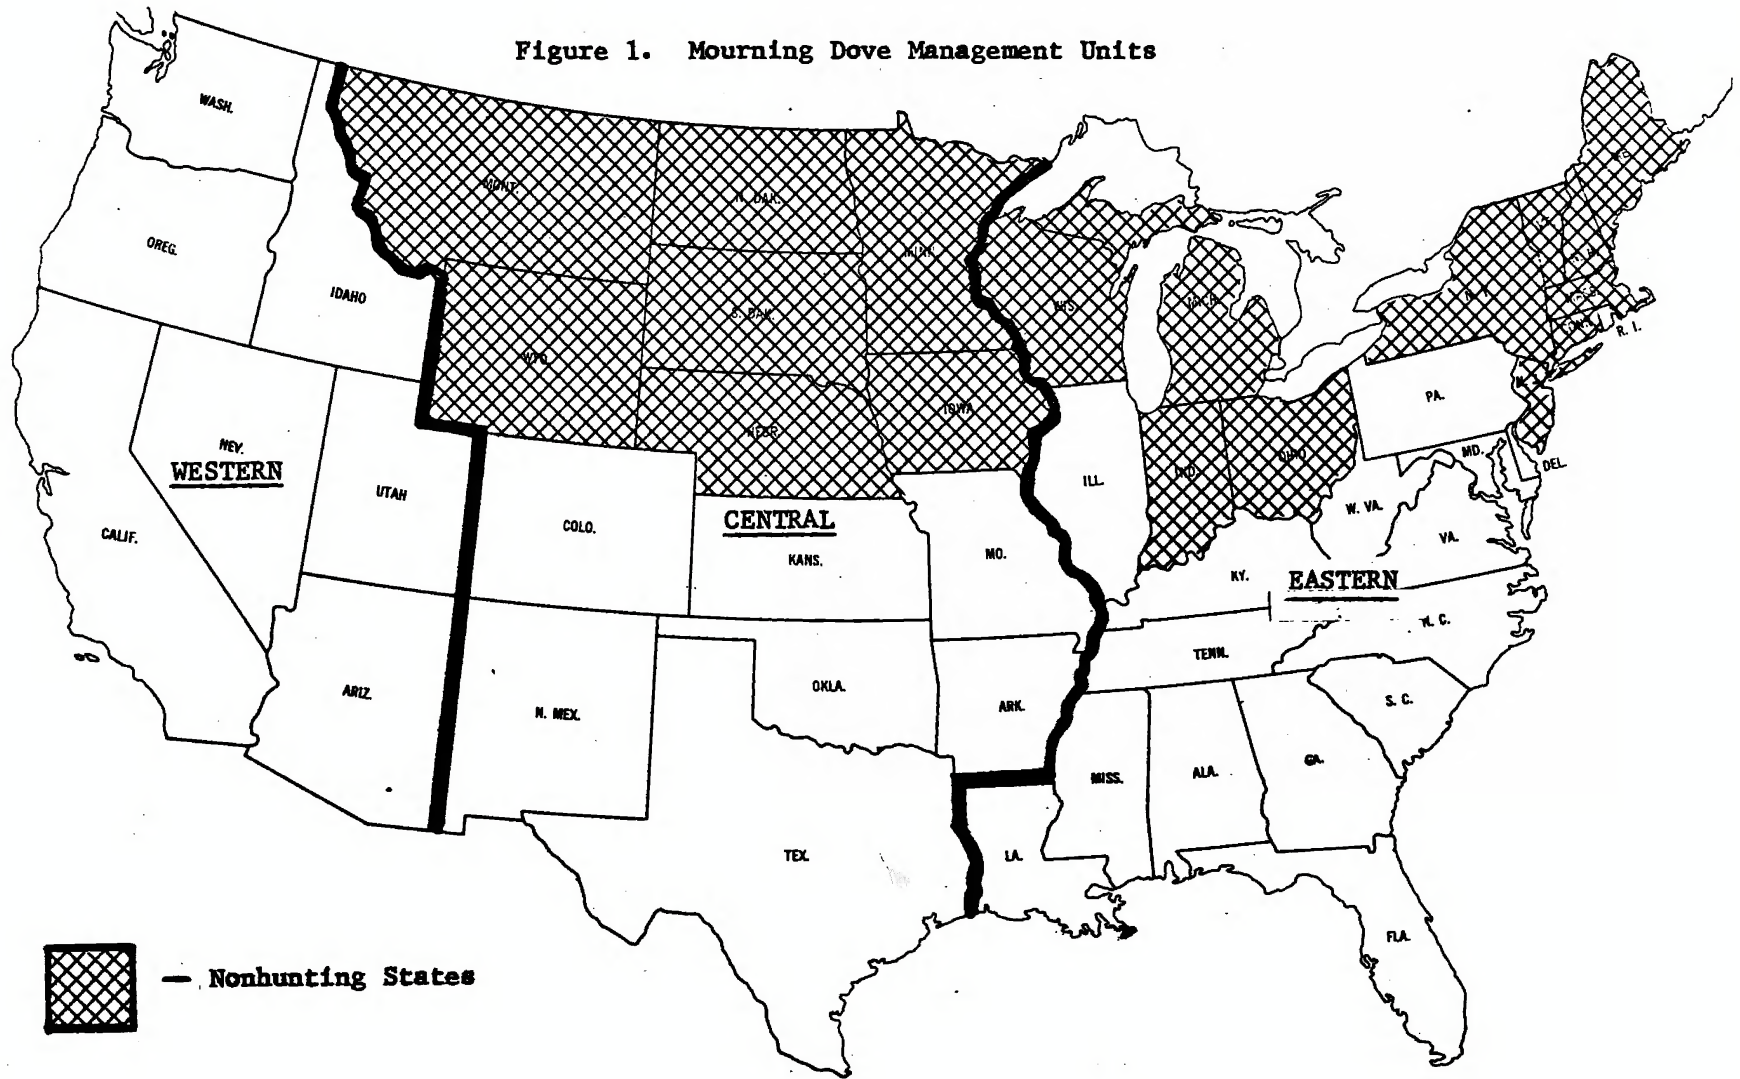 Figure 1. Mourning Dove Management Units
WASH.
MONT.
N. DAK.
MINN.
OREG.
IDAHO
WYO.
S. DAK.
WIS.
MICH.
N. H.
MASS.
CONN.
R. I.
NEBR.
IOWA
PA.
NEV.
WESTERN
UTAH
COLO.
CENTRAL
KANS.
MO.
ILL.
IND.
OHIO
MD.
DEL.
W. VA.
VA.
CALIF.
KY.
EASTERN
N. C.
TENN.
ARIZ.
N. MEX.
OKLA.
ARK.
S. C.
MISS.
ALA.
GA.
TEX.
LA.
FLA.
— Nonhunting States